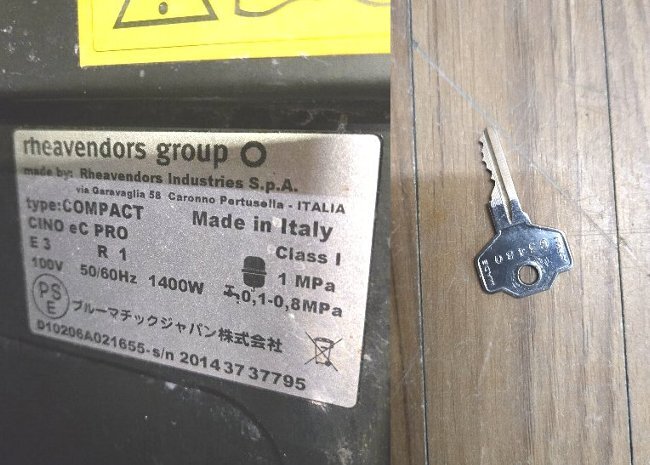 rheavendors group
made by: Rheavendors Industries S.p.A.
via Garavaglia 58 Caronno Pertusella - ITALIA
type:COMPACT
Made in Italy
CINO eC PRO
Class I
E 3 R 1
1 MPa
100V 50/60Hz 1400W
0,1-0,8MPa
PS
E
ブルーマチックジャパン株式会社
D10206A021655-s/n 2014 37 37795